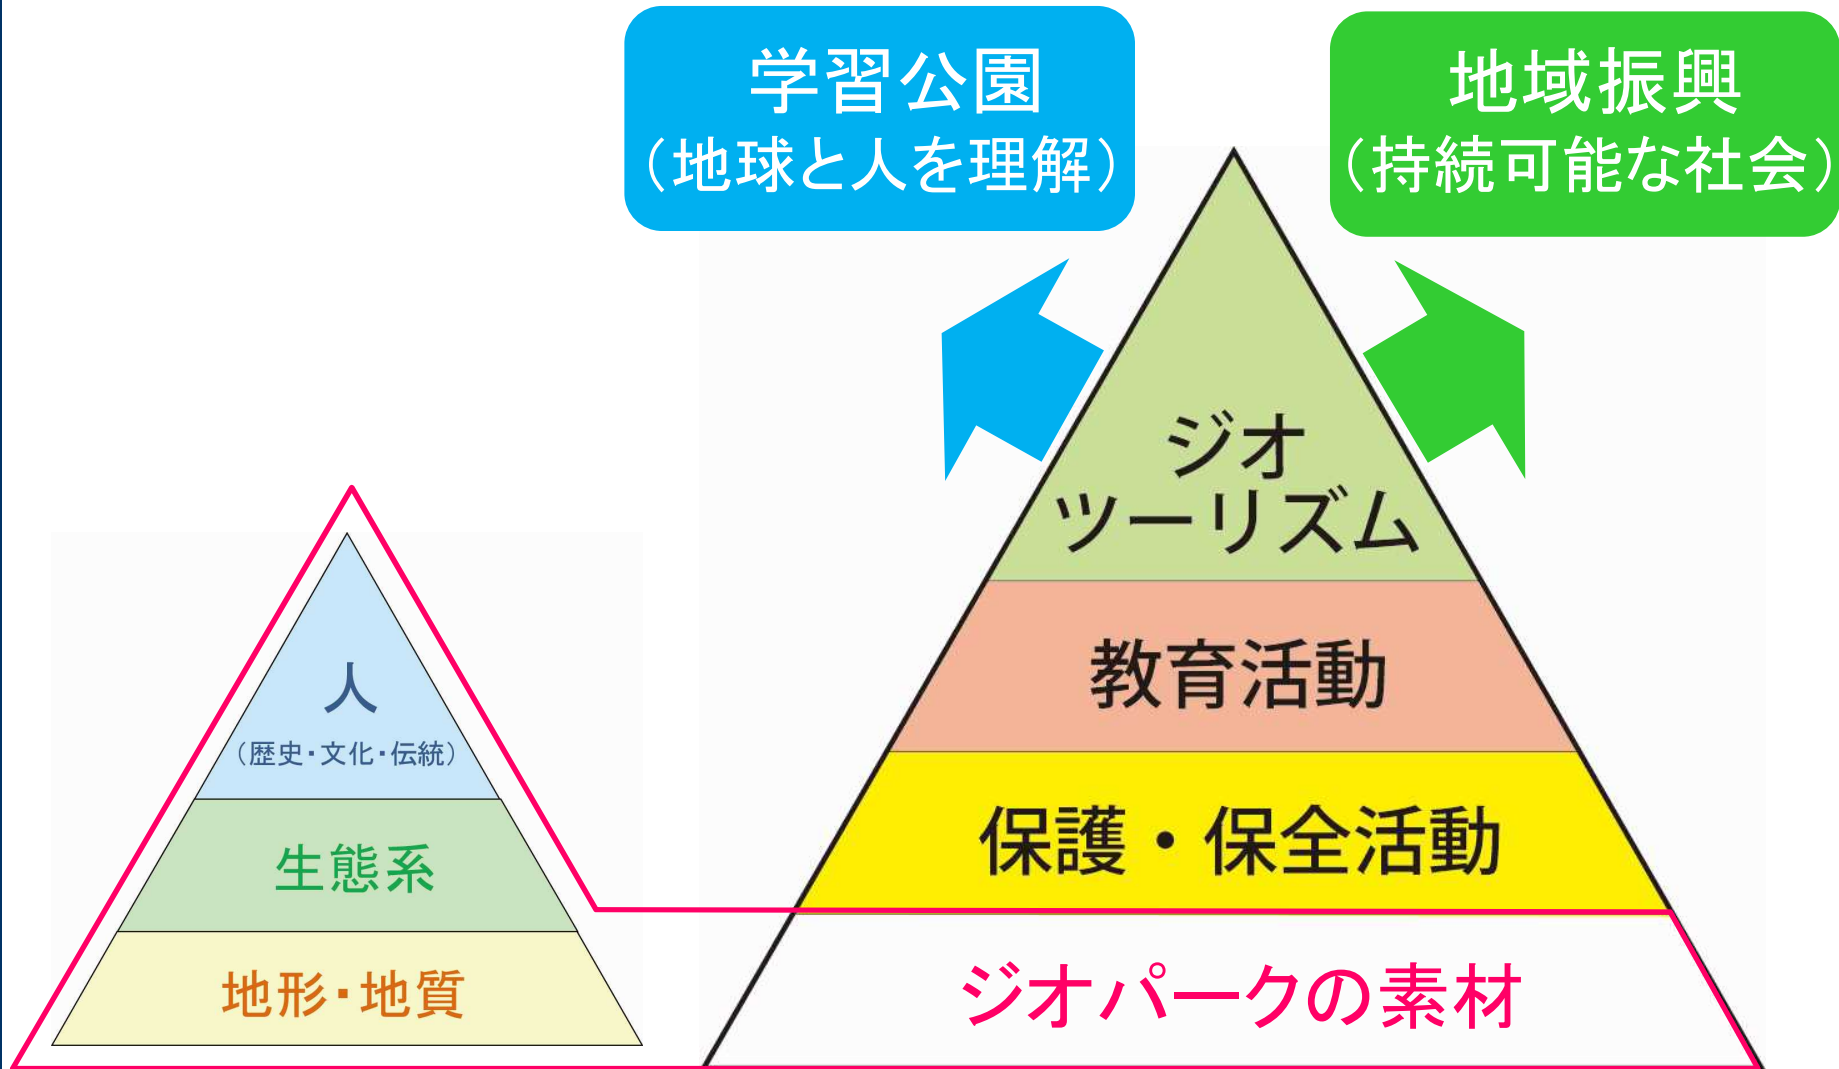 学習公園
（地球と人を理解）
地域振興
（持続可能な社会）
ジオ
ツーリズム
教育活動
保護・保全活動
ジオパークの素材
人
（歴史・文化・伝統）
生態系
地形・地質